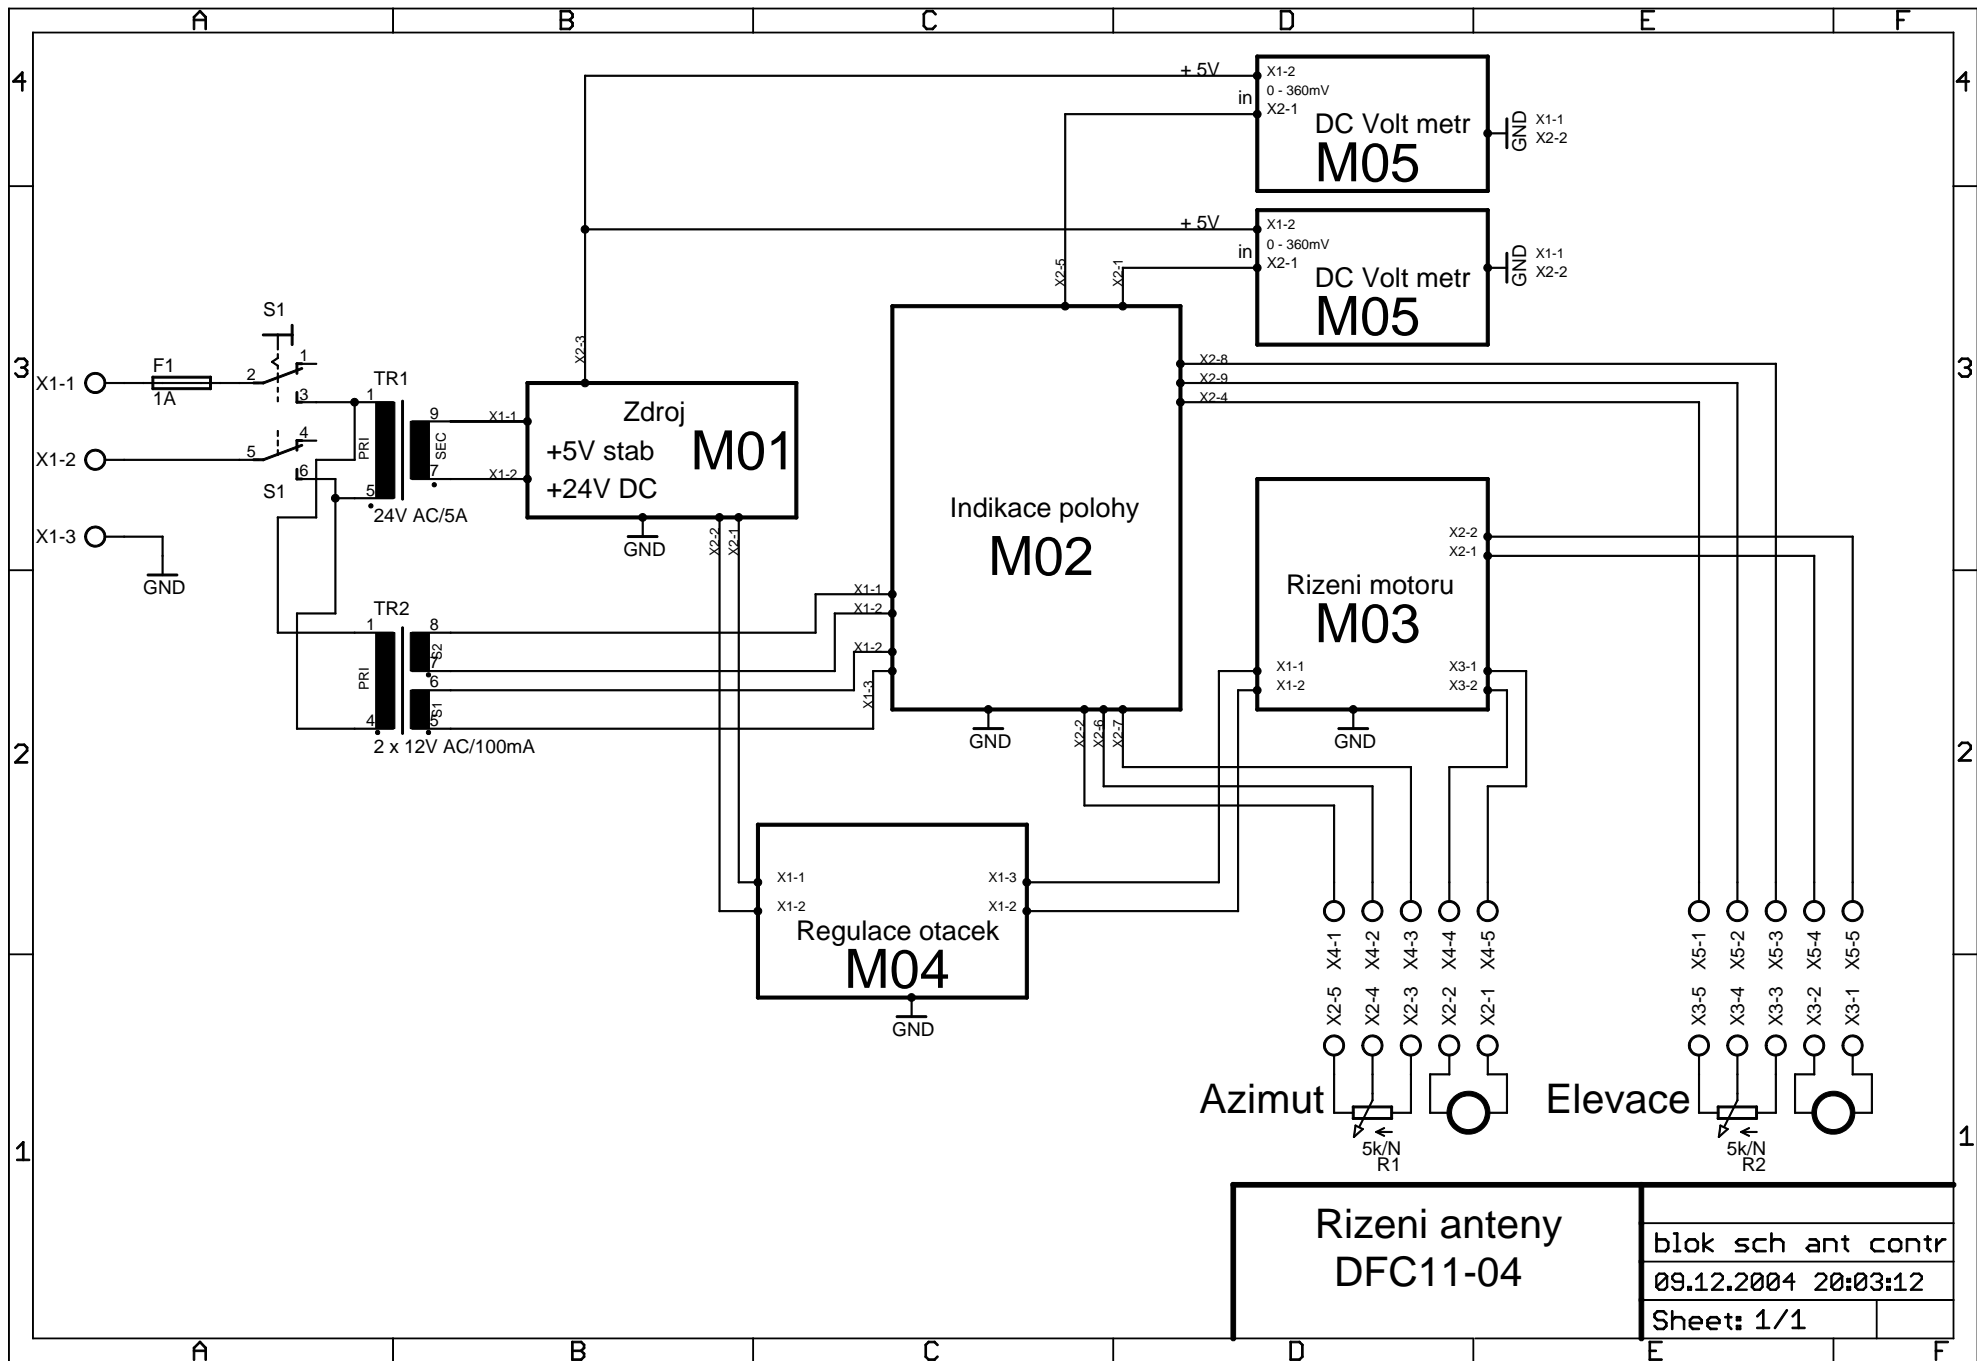 A B C D E F
4 4
+ 5V
X1-2
0 - 360mV
in
X2-1
DC Volt metr
M05
GND
X1-1
X2-2
+ 5V
X1-2
0 - 360mV
in
X2-1
DC Volt metr
M05
GND
X1-1
X2-2
X2-5
X2-1
3 3
S1
X1-1
F1
1A
2
1
3
X1-2
5
4
6
S1
X1-3
GND
TR1
1
PRI
5
9
SEC
7
24V AC/5A
X2-3
X1-1
X1-2
Zdroj
+5V stab
+24V DC
M01
GND
X2-2
X2-1
Indikace polohy
M02
X2-8
X2-9
X2-4
X1-1
X1-2
X1-2
X1-3
GND
X2-2
X2-6
X2-7
Rizeni motoru
M03
X2-2
X2-1
X1-1
X1-2
X3-1
X3-2
GND
2 2
TR2
1
PRI
4
8
S2
7
6
S1
5
2 x 12V AC/100mA
X1-1
X1-2
X1-3
X1-2
Regulace otacek
M04
GND
X4-1 X4-2 X4-3 X4-4 X4-5
X2-5 X2-4 X2-3 X2-2 X2-1
X5-1 X5-2 X5-3 X5-4 X5-5
X3-5 X3-4 X3-3 X3-2 X3-1
Azimut
5k/N
R1
Elevace
5k/N
R2
1 1
Rizeni anteny
DFC11-04
blok sch ant contr
09.12.2004 20:03:12
Sheet: 1/1
A B C D E F